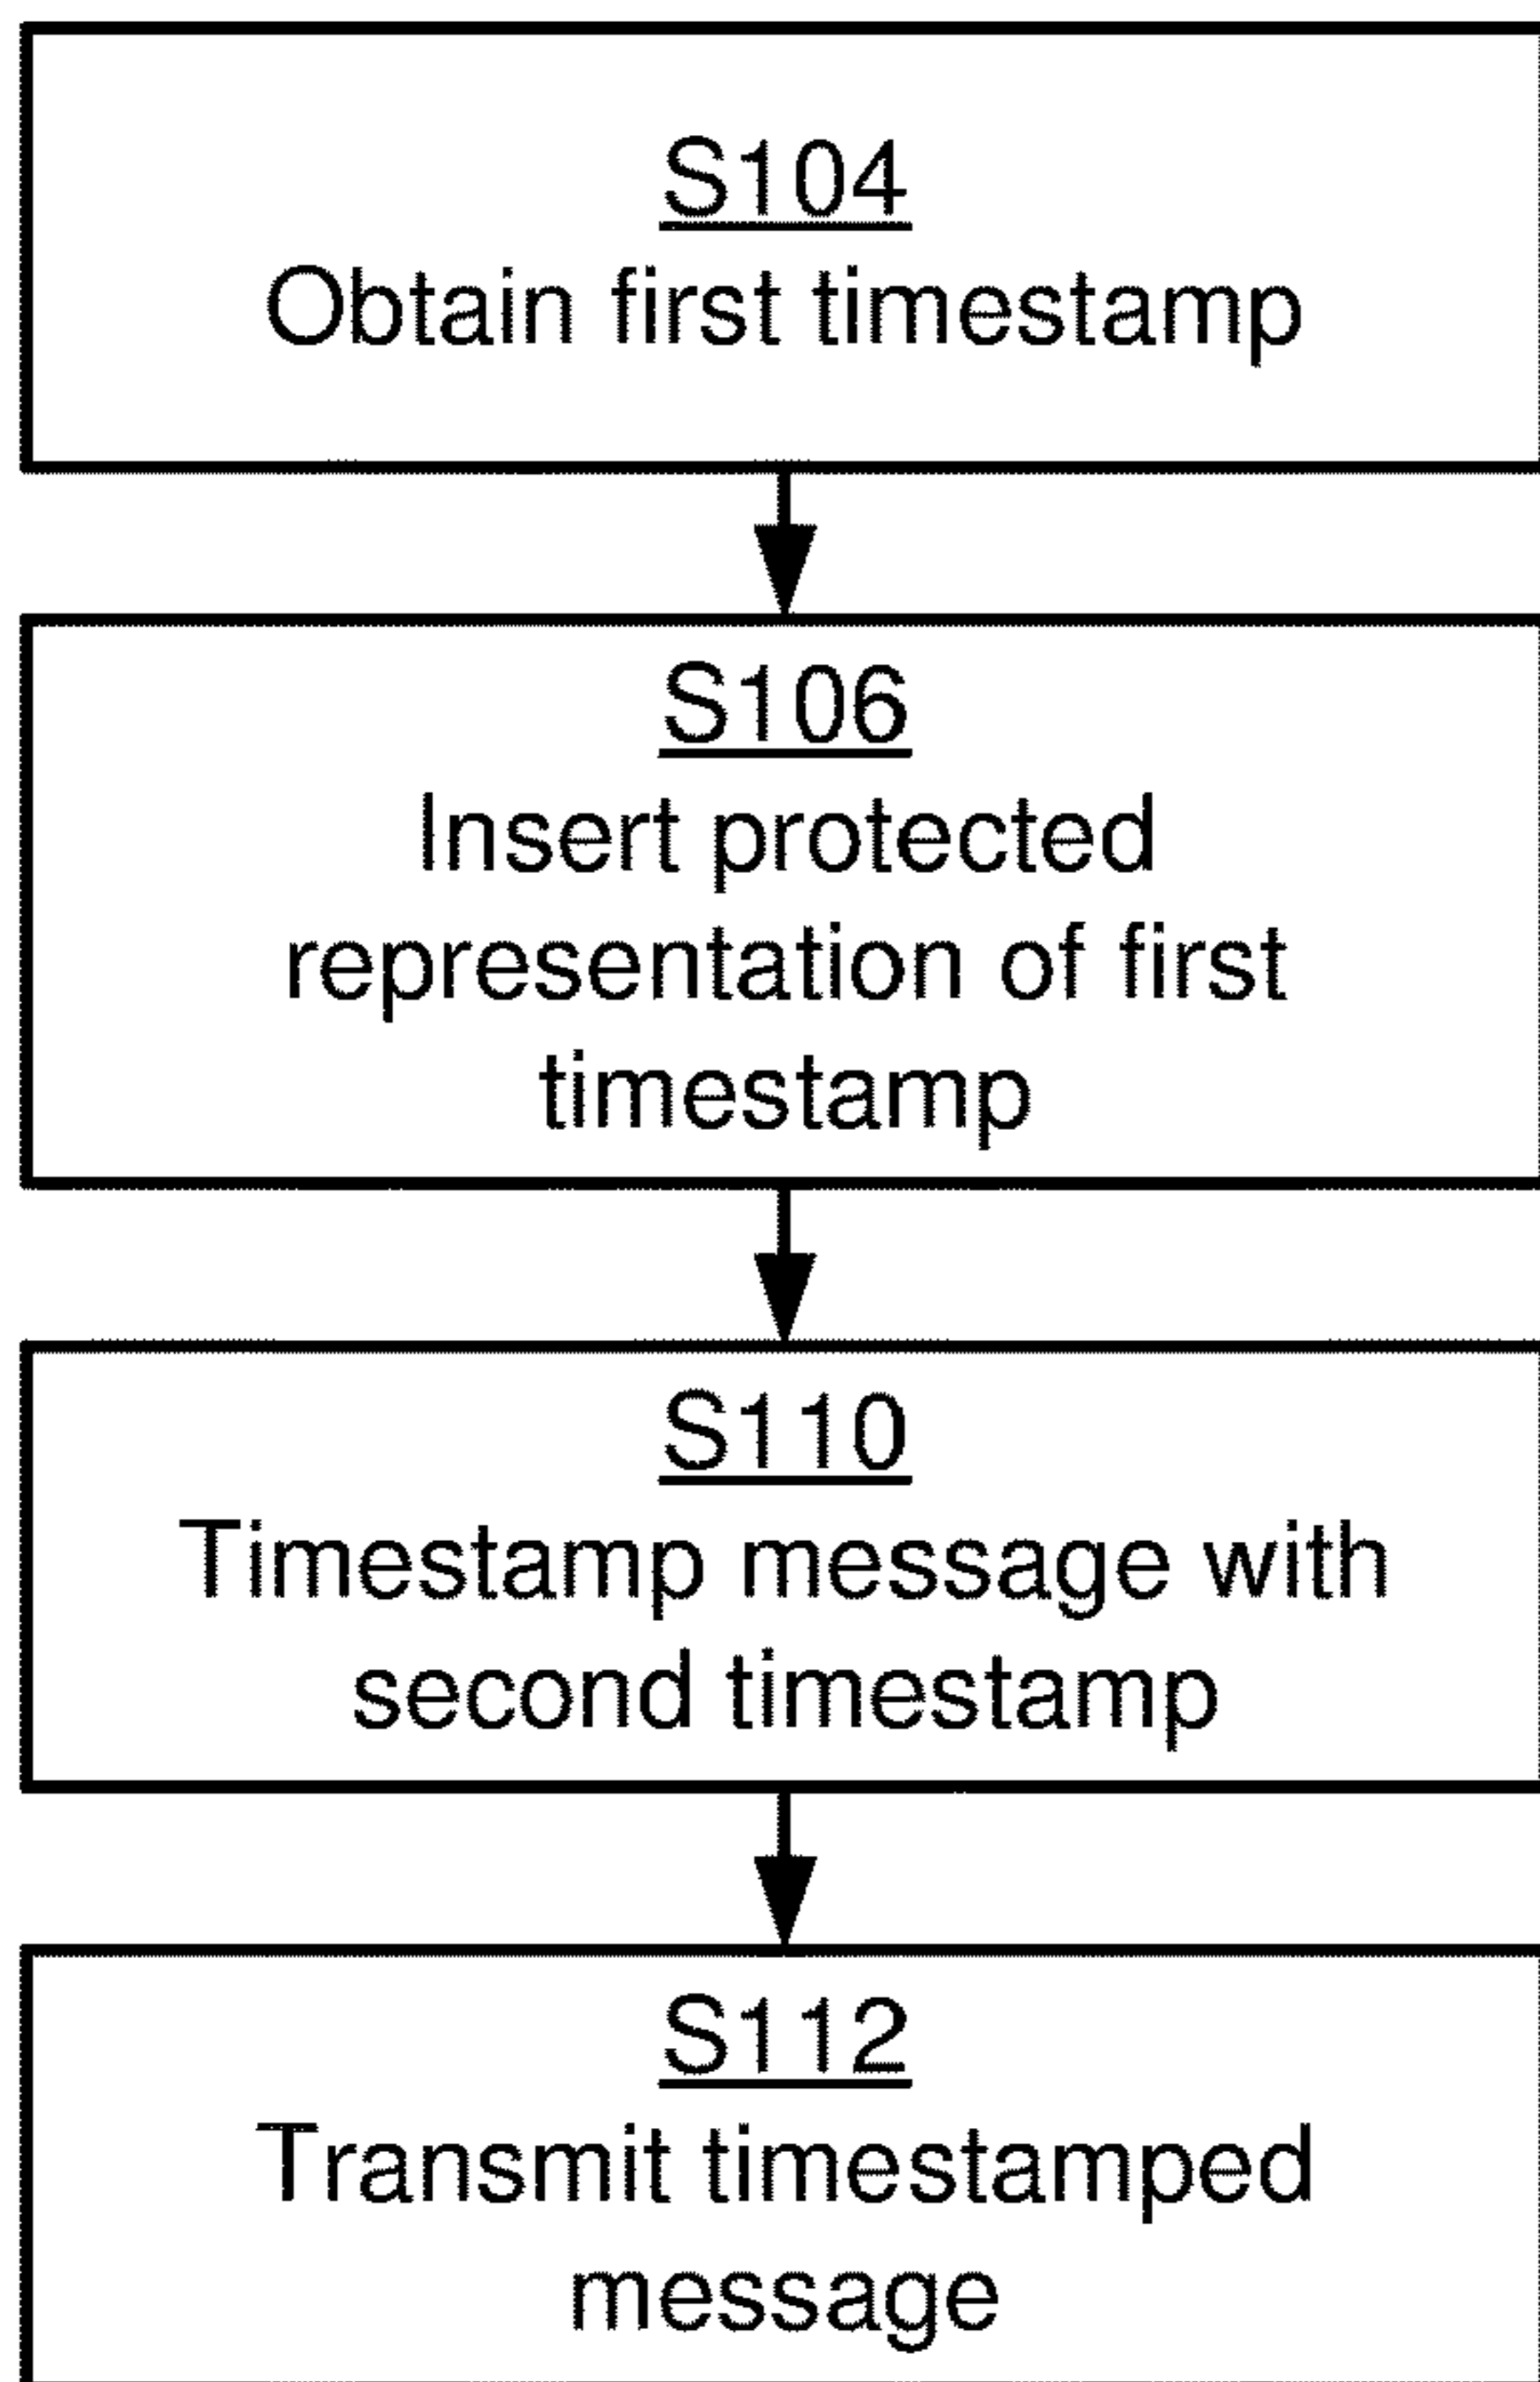 S104
Obtain first timestamp
S106
Insert protected
representation of first
timestamp
S110
Timestamp message with
second timestamp
S112
Transmit timestamped
message